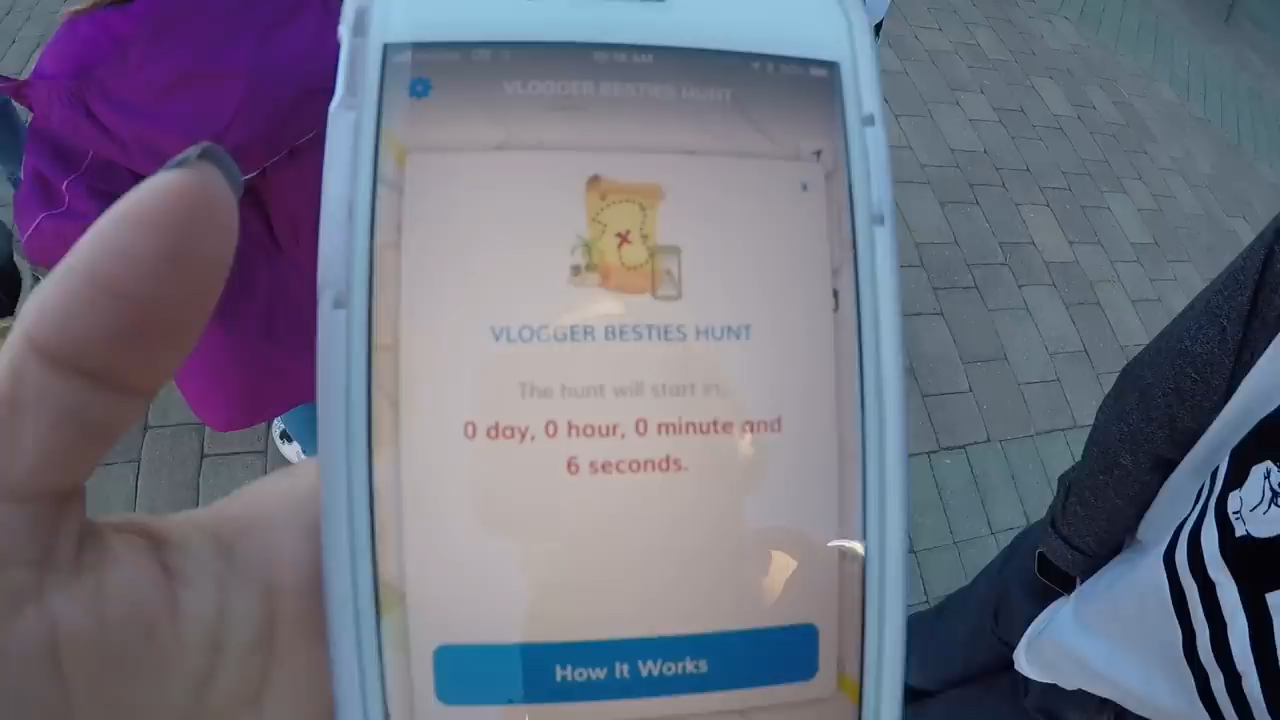 VLOGGER BESTIES HUNT
VLOGGER BESTIES HUNT
The hunt will start in:
0 day, 0 hour, 0 minute and
6 seconds.
How It Works